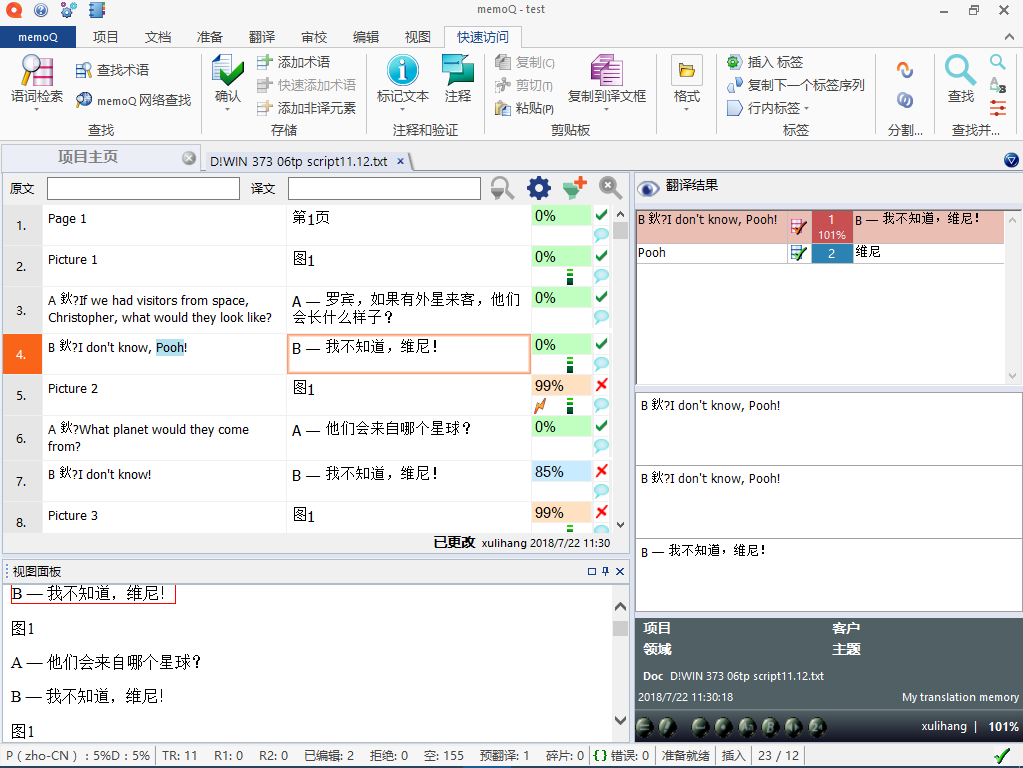 memoQ - test
memoQ 项目 文档 准备 翻译 审校 编辑 视图 快速访问
语词检索
查找术语
memoQ 网络查找
查找
确认
添加术语
快速添加术语
添加非译元素
存储
标记文本
注释
注释和验证
复制(C)
剪切(T)
粘贴(P)
复制到译文框
剪贴板
格式
插入 标签
复制下一个标签序列
行内标签
标签
分割...
查找
查找并...
项目主页
D!WIN 373 06tp script11.12.txt
原文 译文
1. Page 1 第1页 0%
2. Picture 1 图1 0%
3. A 鈥?If we had visitors from space, Christopher, what would they look like? A — 罗宾，如果有外星来客，他们会长什么样子？ 0%
4. B 鈥?I don't know, Pooh! B — 我不知道，维尼！ 0%
5. Picture 2 图1 99%
6. A 鈥?What planet would they come from? A — 他们会来自哪个星球？ 0%
7. B 鈥?I don't know! B — 我不知道，维尼！ 85%
8. Picture 3 图1 99%
已更改 xulihang 2018/7/22 11:30
视图面板
B — 我不知道，维尼！
图1
A — 他们会来自哪个星球？
B — 我不知道，维尼！
图1
翻译结果
B 鈥?I don't know, Pooh! 1 101% B — 我不知道，维尼！
Pooh 2 维尼
B 鈥?I don't know, Pooh!
B 鈥?I don't know, Pooh!
B — 我不知道，维尼！
项目 客户
领域 主题
Doc D!WIN 373 06tp script11.12.txt
2018/7/22 11:30:18 My translation memory
xulihang | 101%
P（zho-CN）: 5%D : 5% TR: 11 R1: 0 R2: 0 已编辑: 2 拒绝: 0 空: 155 预翻译: 1 碎片: 0 {} 错误: 0 准备就绪 插入 23 / 12